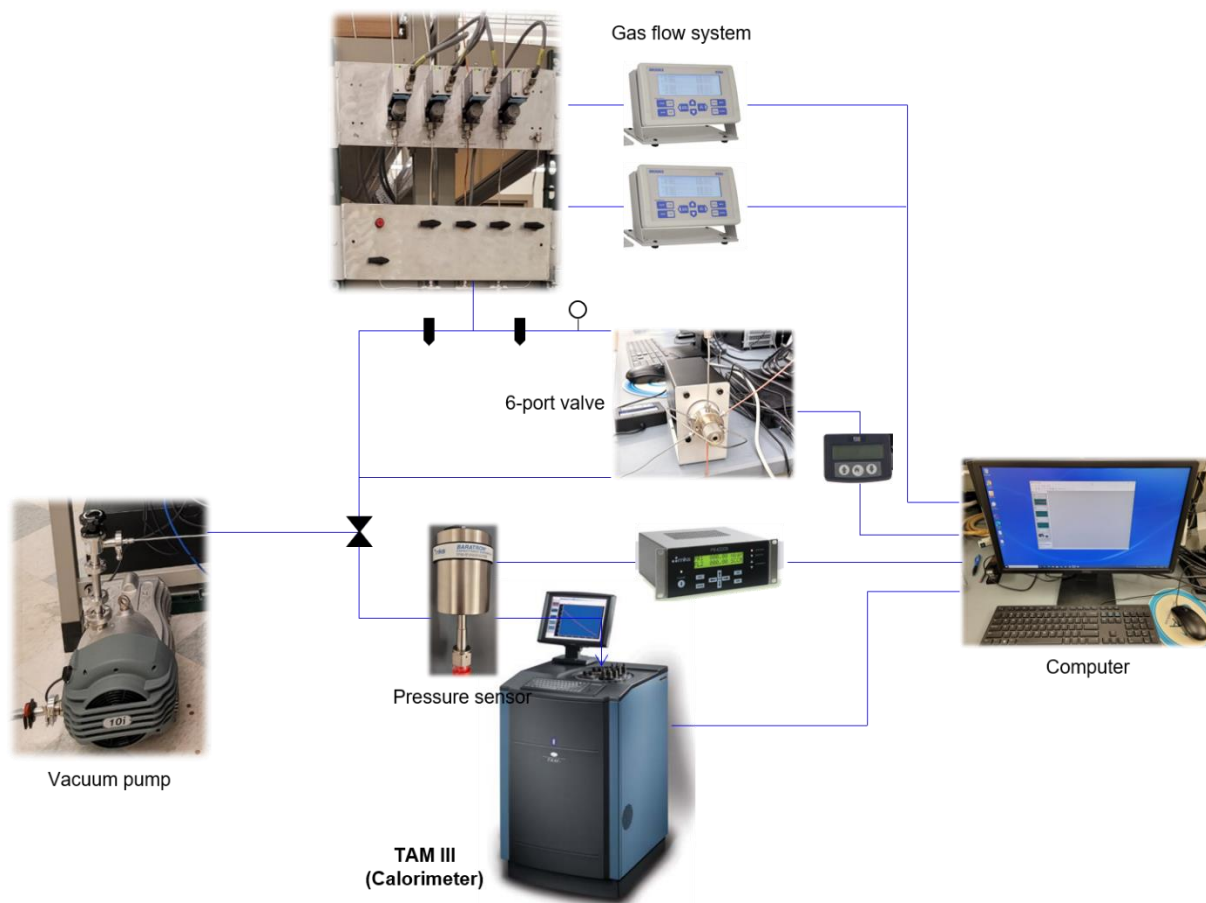 Gas flow system
6-port valve
BARATRON
Pressure sensor
Computer
10i
Vacuum pump
TAM III
(Calorimeter)